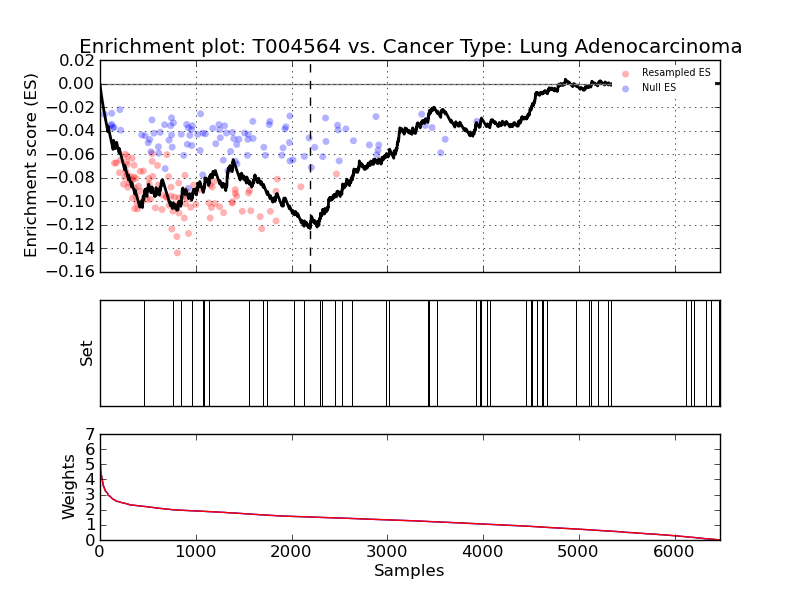 Enrichment plot: T004564 vs. Cancer Type: Lung Adenocarcinoma
Enrichment score (ES)
0.02
0.00
−0.02
−0.04
−0.06
−0.08
−0.10
−0.12
−0.14
−0.16
Resampled ES
Null ES
Set
Weights
7
6
5
4
3
2
1
0
0 1000 2000 3000 4000 5000 6000
Samples